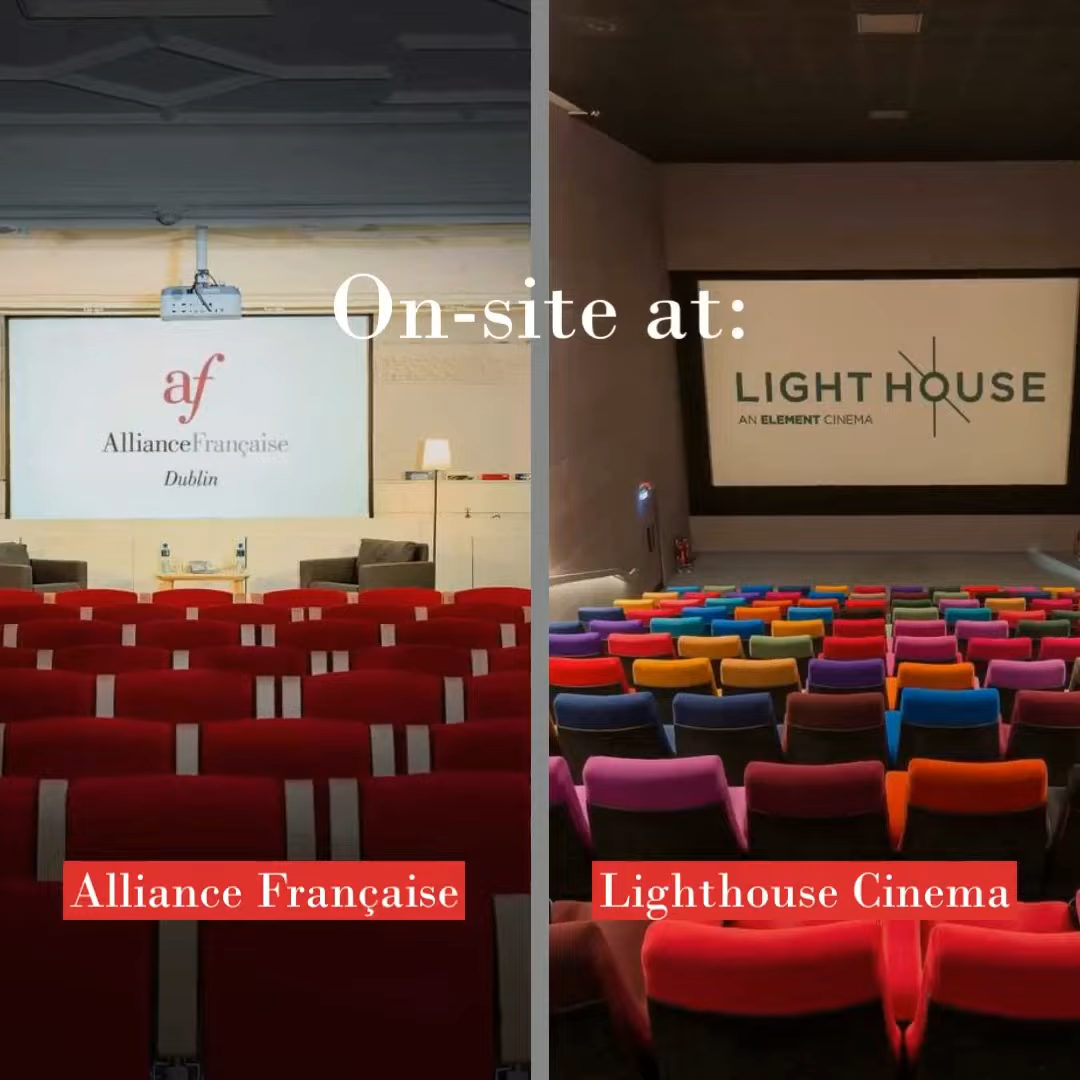 On-site at:
af
AllianceFrançaise
Dublin
LIGHT HOUSE
AN ELEMENT CINEMA
Alliance Française
Lighthouse Cinema